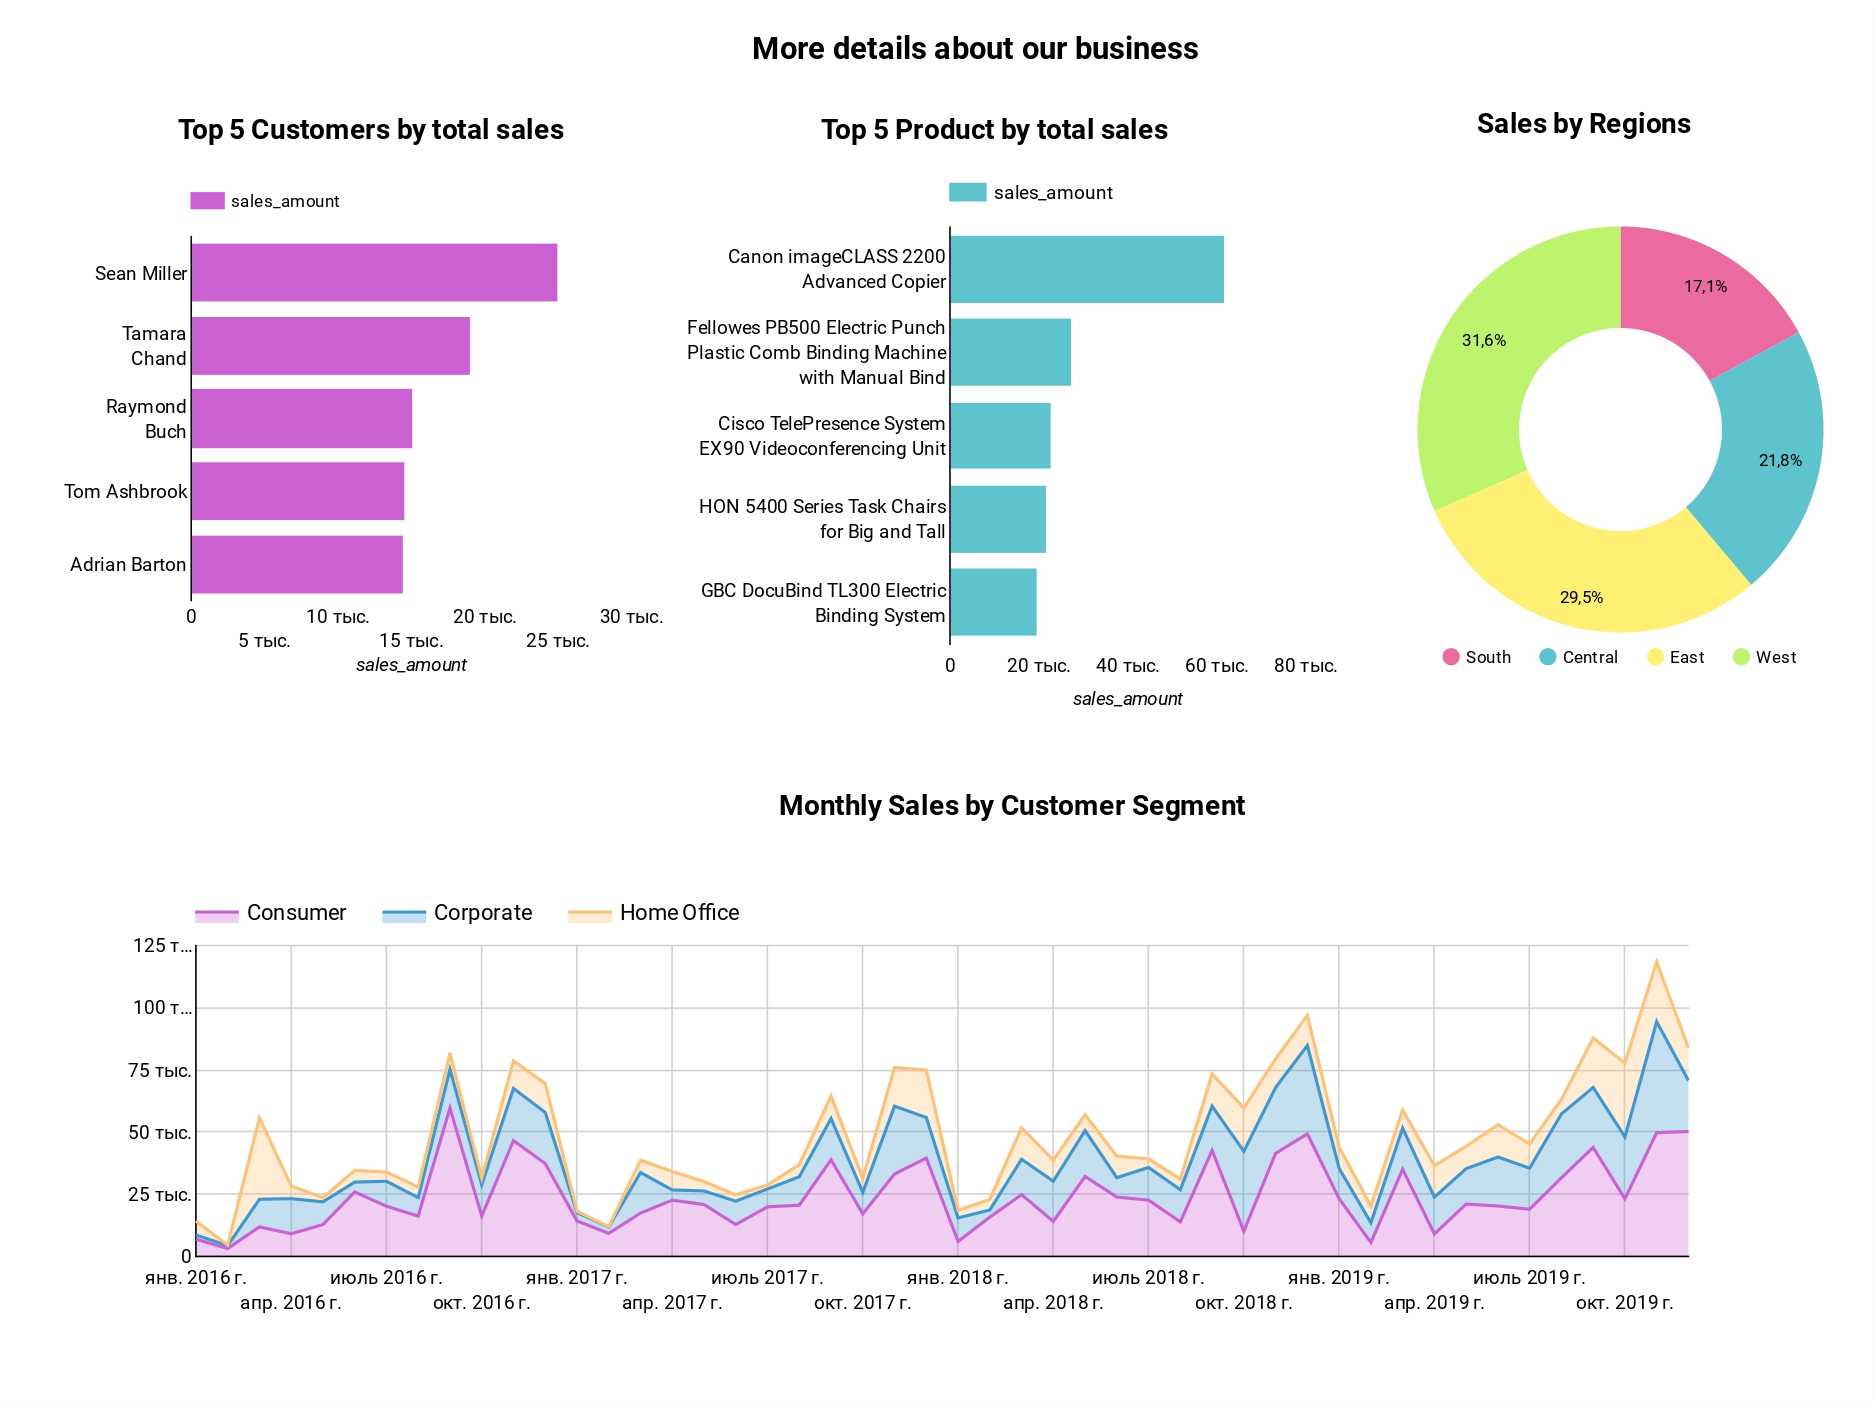 More details about our business
Top 5 Customers by total sales
sales_amount
Sean Miller
Tamara
Chand
Raymond
Buch
Tom Ashbrook
Adrian Barton
0
10 тыс.
20 тыс.
30 тыс.
5 тыс.
15 тыс.
25 тыс.
sales_amount
Top 5 Product by total sales
sales_amount
Canon imageCLASS 2200
Advanced Copier
Fellowes PB500 Electric Punch
Plastic Comb Binding Machine
with Manual Bind
Cisco TelePresence System
EX90 Videoconferencing Unit
HON 5400 Series Task Chairs
for Big and Tall
GBC DocuBind TL300 Electric
Binding System
0
20 тыс.
40 тыс.
60 тыс.
80 тыс.
sales_amount
Sales by Regions
17,1%
31,6%
21,8%
29,5%
South
Central
East
West
Monthly Sales by Customer Segment
Consumer
Corporate
Home Office
125 т...
100 т...
75 тыс.
50 тыс.
25 тыс.
0
янв. 2016 г.
июль 2016 г.
янв. 2017 г.
июль 2017 г.
янв. 2018 г.
июль 2018 г.
янв. 2019 г.
июль 2019 г.
апр. 2016 г.
окт. 2016 г.
апр. 2017 г.
окт. 2017 г.
апр. 2018 г.
окт. 2018 г.
апр. 2019 г.
окт. 2019 г.